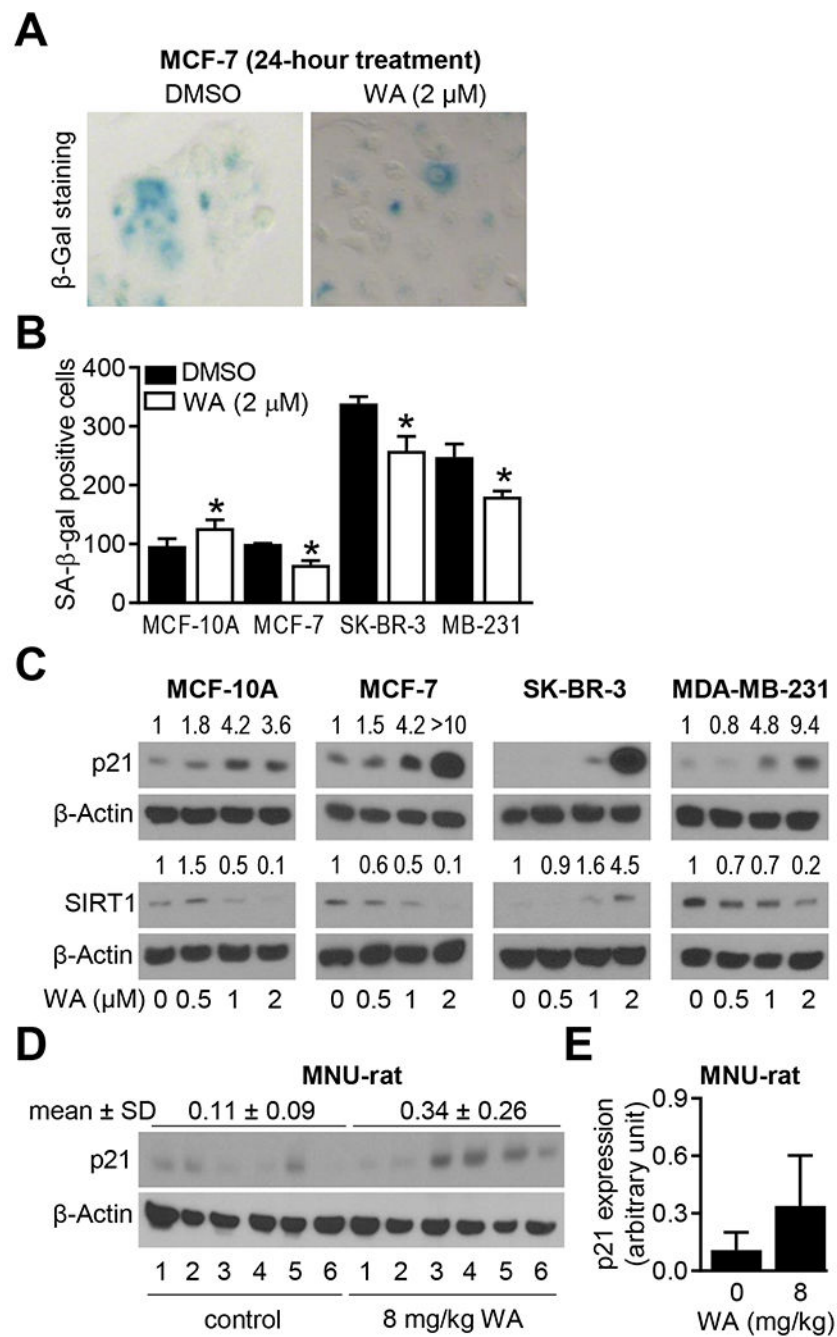 A
MCF-7 (24-hour treatment)
DMSO WA (2 μM)
β-Gal staining
B
SA-β-gal positive cells
400
300
200
100
0
DMSO
WA (2 μM)
* * * *
MCF-10A MCF-7 SK-BR-3 MB-231
C
MCF-10A MCF-7 SK-BR-3 MDA-MB-231
1 1.8 4.2 3.6 1 1.5 4.2 >10 1 0.8 4.8 9.4
p21
β-Actin
1 1.5 0.5 0.1 1 0.6 0.5 0.1 1 0.9 1.6 4.5 1 0.7 0.7 0.2
SIRT1
β-Actin
WA (μM) 0 0.5 1 2 0 0.5 1 2 0 0.5 1 2 0 0.5 1 2
D
MNU-rat
mean ± SD 0.11 ± 0.09 0.34 ± 0.26
p21
β-Actin
1 2 3 4 5 6 1 2 3 4 5 6
control 8 mg/kg WA
E
MNU-rat
p21 expression
(arbitrary unit)
0.9
0.6
0.3
0.0
0 8
WA (mg/kg)